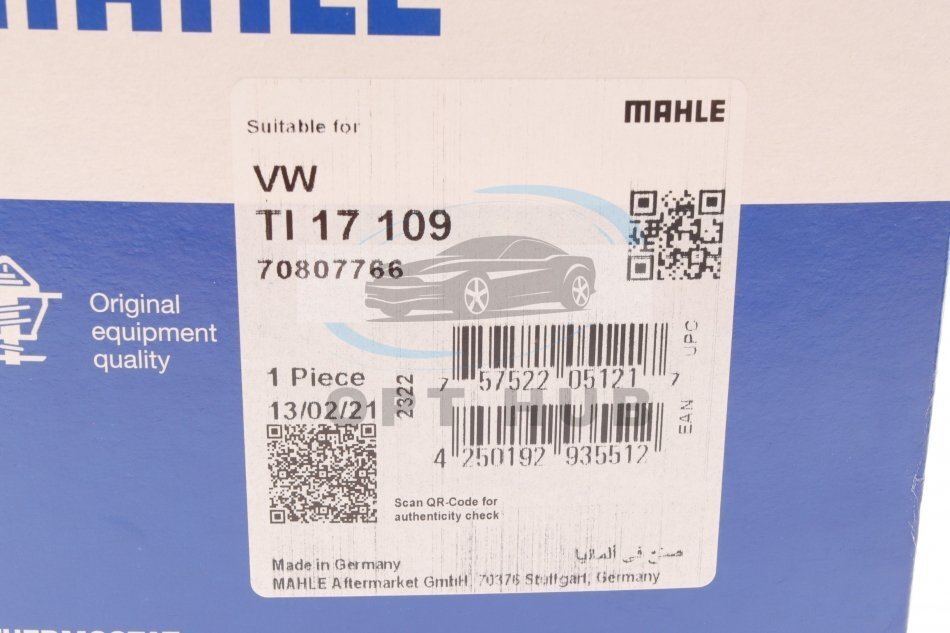 MAHLE
Suitable for
MAHLE
VW
TI 17 109
70807766
Original
equipment
quality
UPC
7 57522 05121 7
1 Piece
2322
13/02/21
OPT HUB
EAN
4 250192 935512
Scan QR-Code for
authenticity check
صنع في ألمانيا
Made in Germany
MAHLE Aftermarket GmbH, 70376 Stuttgart, Germany
THERMOSTAT